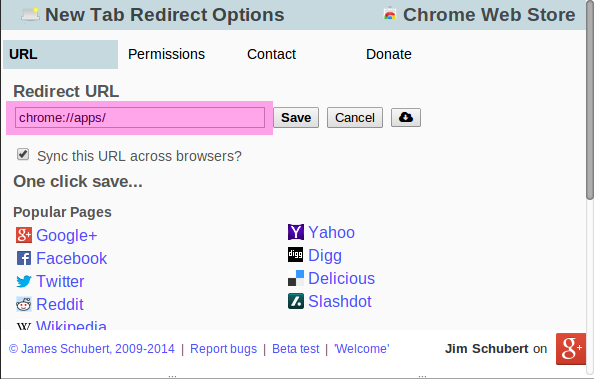 New Tab Redirect Options Chrome Web Store
URL Permissions Contact Donate
Redirect URL
chrome://apps/ Save Cancel
Sync this URL across browsers?
One click save...
Popular Pages
Google+
Facebook
Twitter
Reddit
Wikipedia
Yahoo
Digg
Delicious
Slashdot
© James Schubert, 2009-2014 | Report bugs | Beta test | 'Welcome' Jim Schubert on